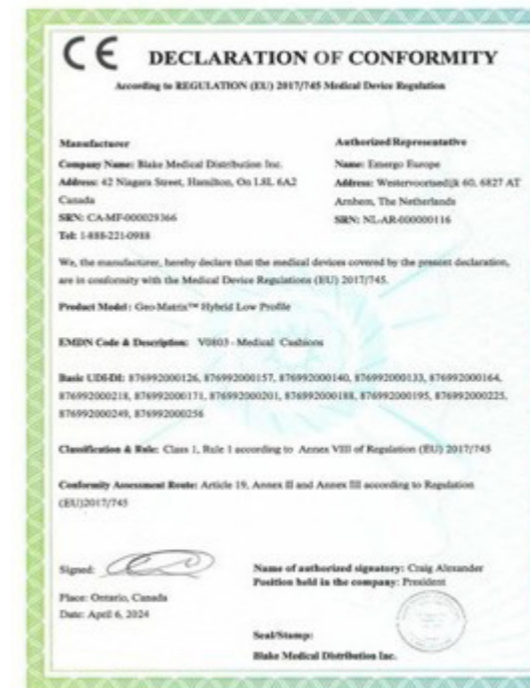 CE DECLARATION OF CONFORMITY
According to REGULATION (EU) 2017/745 Medical Device Regulation
Manufacturer
Company Name: Blake Medical Distribution Inc.
Address: 42 Niagara Street, Hamilton, On L8L 6A2
Canada
SRN: CA-MF-000029366
Tel: 1-888-221-0988
Authorized Representative
Name: Emergo Europe
Address: Westervoortsedijk 60, 6827 AT
Arnhem, The Netherlands
SRN: NL-AR-000000116
We, the manufacturer, hereby declare that the medical devices covered by the present declaration,
are in conformity with the Medical Device Regulations (EU) 2017/745.
Product Model: Geo-Matrix™ Hybrid Low Profile
EMDN Code & Description: V0803 - Medical Cushions
Basic UDI-DI: 876992000126, 876992000157, 876992000140, 876992000133, 876992000164,
876992000218, 876992000171, 876992000201, 876992000188, 876992000195, 876992000225,
876992000249, 876992000256
Classification & Rule: Class 1, Rule 1 according to Annex VIII of Regulation (EU) 2017/745
Conformity Assessment Route: Article 19, Annex II and Annex III according to Regulation
(EU)2017/745
Signed:
Place: Ontario, Canada
Date: April 6, 2024
Name of authorized signatory: Craig Alexander
Position held in the company: President
Seal/Stamp:
Blake Medical Distribution Inc.